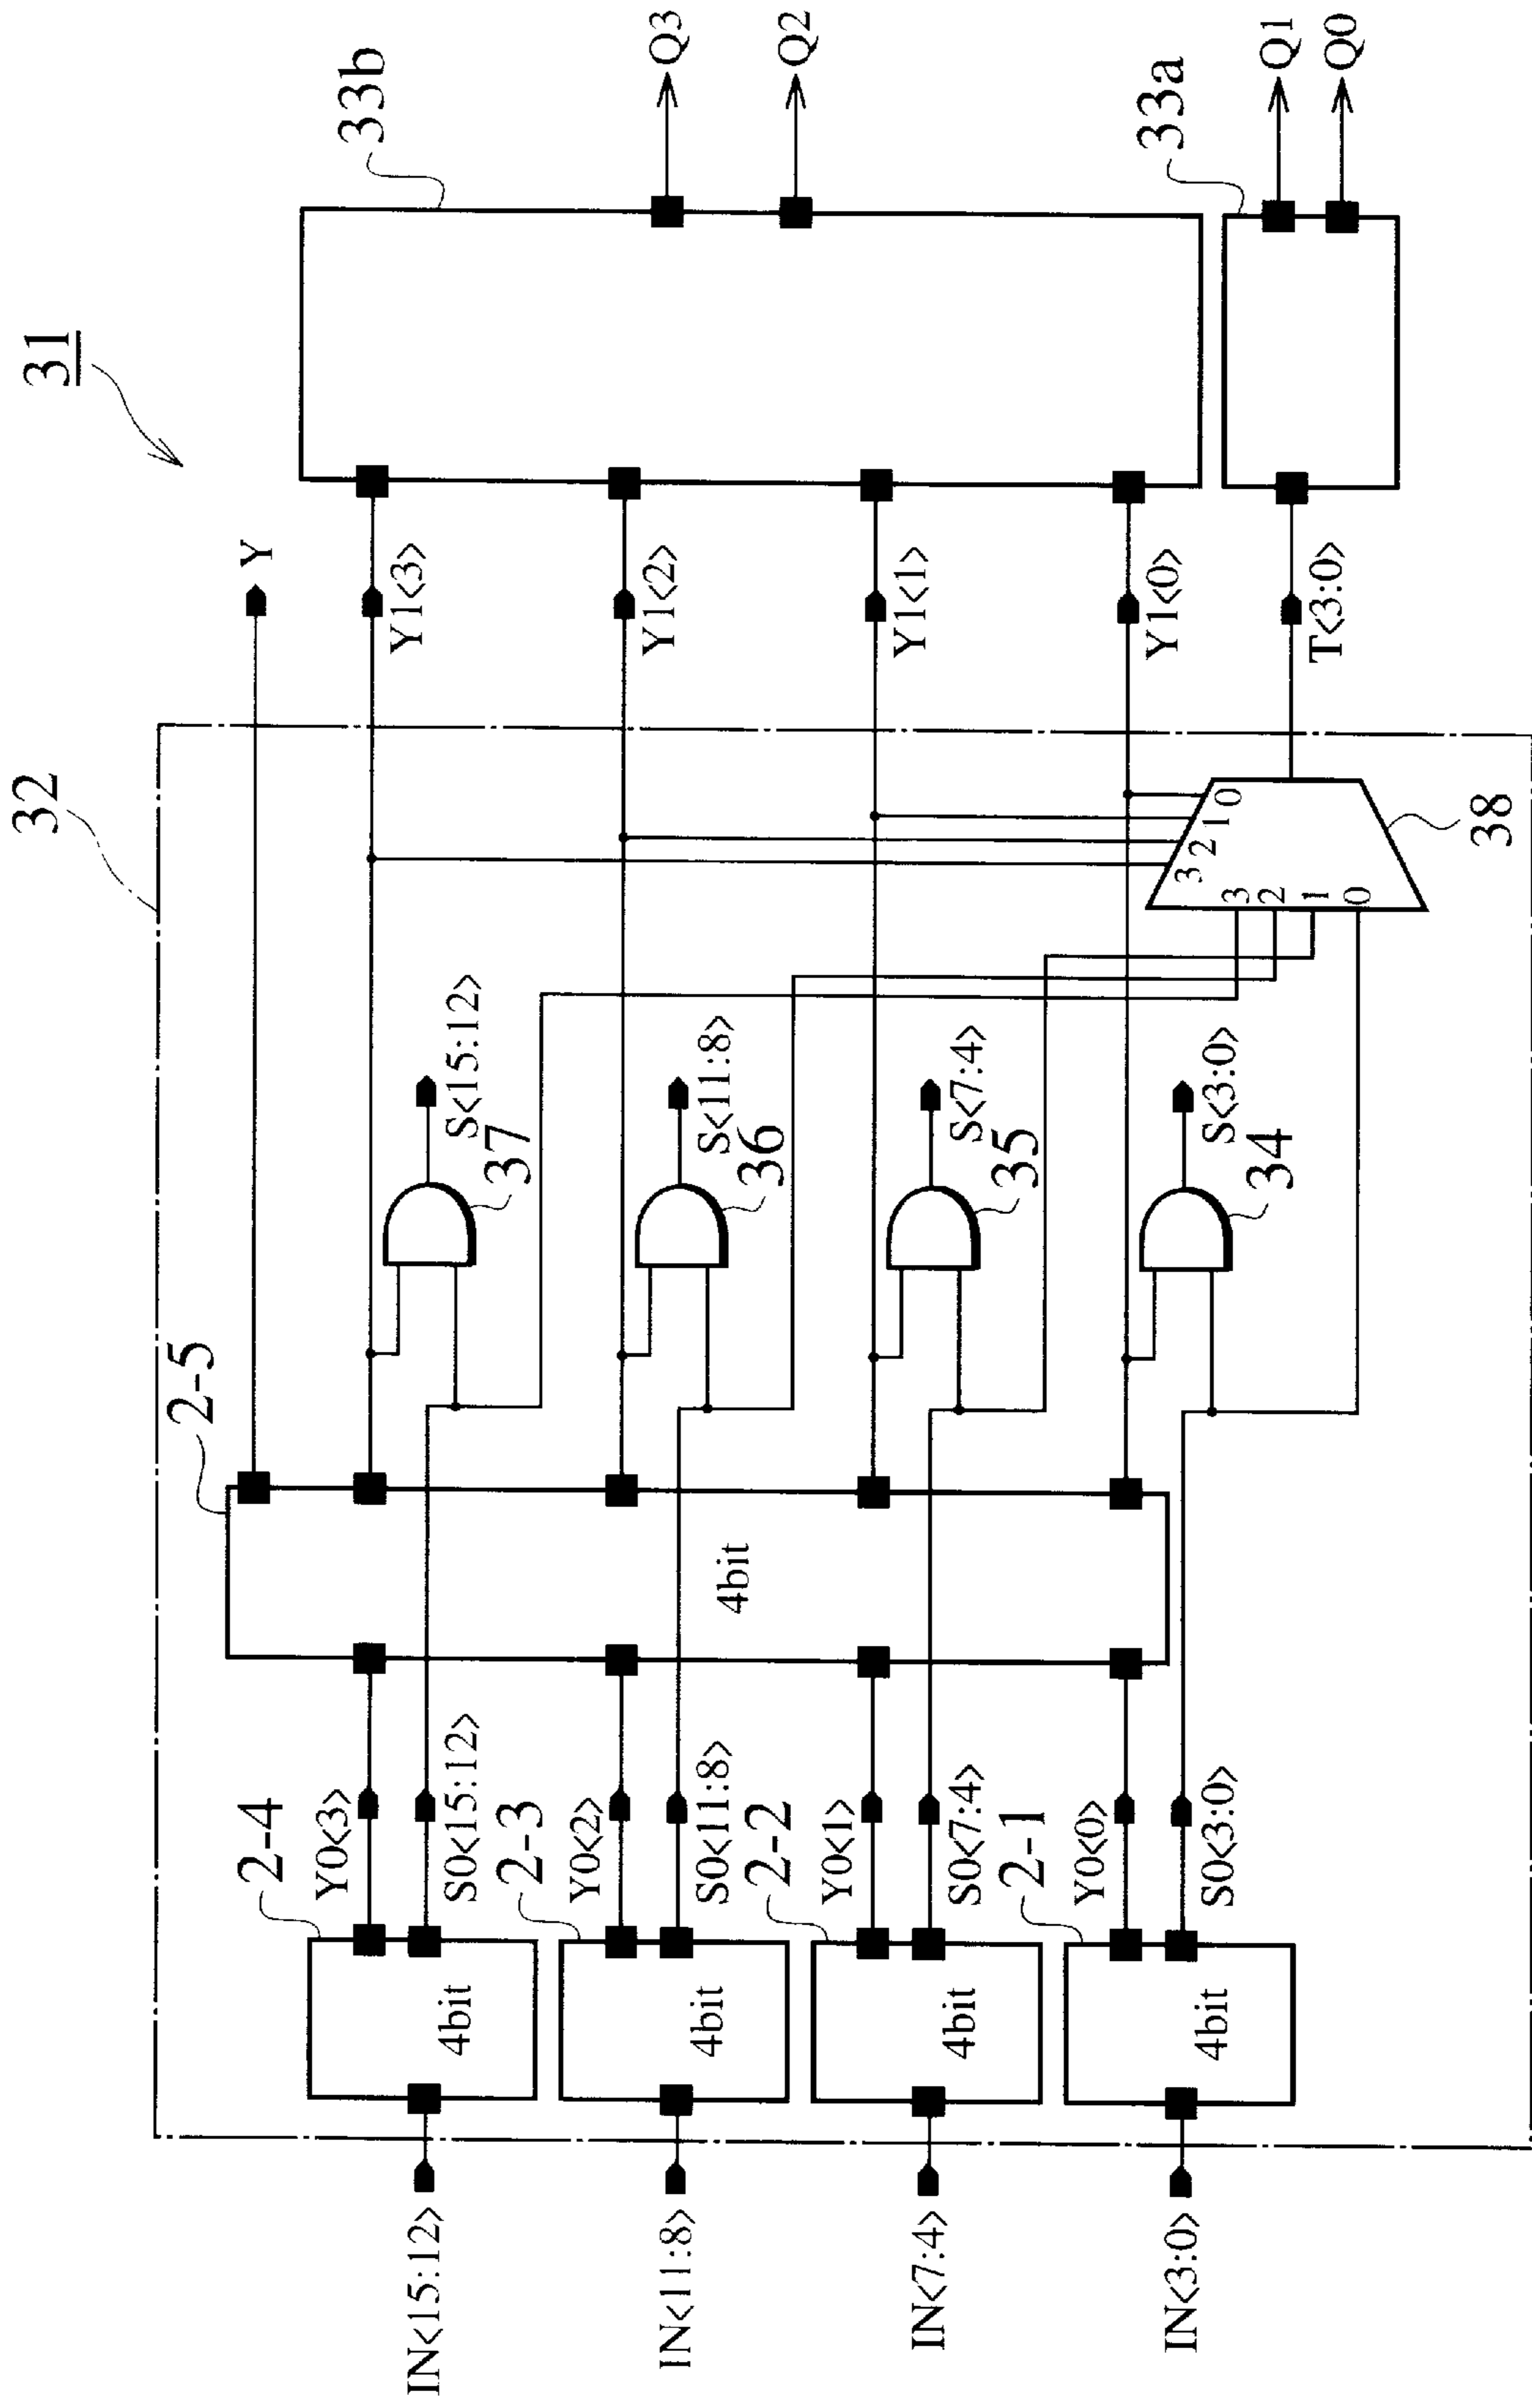 31
32
33b
33a
Q3
Q2
Q1
Q0
Y
Y1<3>
Y1<2>
Y1<1>
Y1<0>
T<3:0>
3 2 1 0
3
2
1
0
38
S<15:12>
37
S<11:8>
36
S<7:4>
35
S<3:0>
34
2-5
4bit
2-4
Y0<3>
S0<15:12>
4bit
IN<15:12>
2-3
Y0<2>
S0<11:8>
4bit
IN<11:8>
2-2
Y0<1>
S0<7:4>
4bit
IN<7:4>
2-1
Y0<0>
S0<3:0>
4bit
IN<3:0>